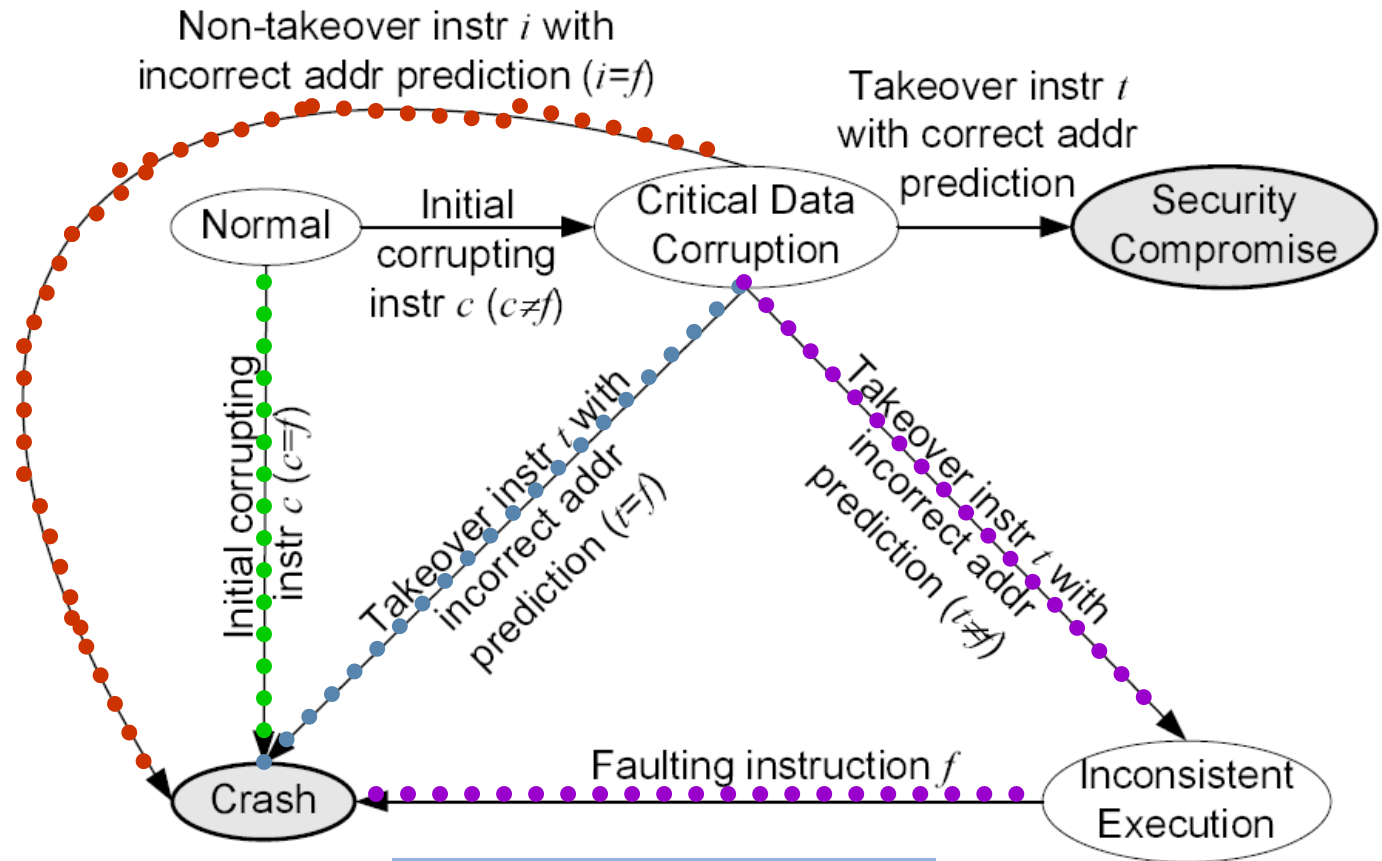 Non-takeover instr i with
incorrect addr prediction (i=f)
Takeover instr t
with correct addr
prediction
Normal
Initial
corrupting
instr c (c≠f)
Critical Data
Corruption
Security
Compromise
Initial corrupting
instr c (c=f)
Takeover instr t with
incorrect addr
prediction (t=f)
Takeover instr t with
incorrect addr
prediction (t≠f)
Crash
Faulting instruction f
Inconsistent
Execution